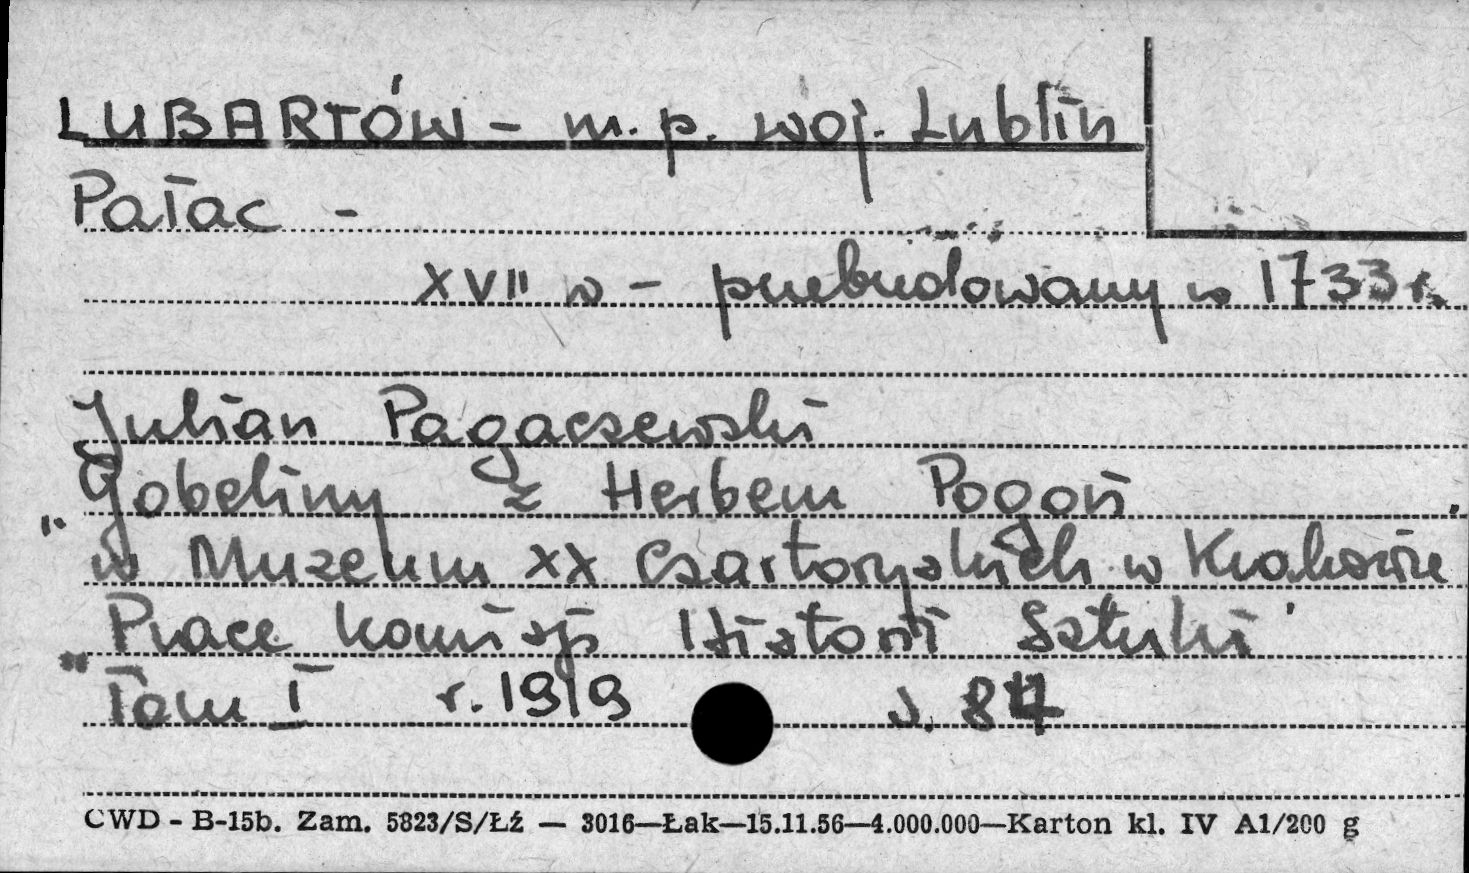 LUBARTÓW - m. p. woj. Lublin
Pałac -
XVII w - przebudowany w 1733 r.
Julian Pagaczewski
Gobeliny z Herbem Pogoń
" w Muzeum XX Czartoryskich w Krakowie
Prace Komisji Historii Sztuki
" Tom I r. 1919 s. 84
CWD - B-15b. Zam. 5823/S/Łź — 3016—Łak—15.11.56—4.000.000—Karton kl. IV A1/200 g